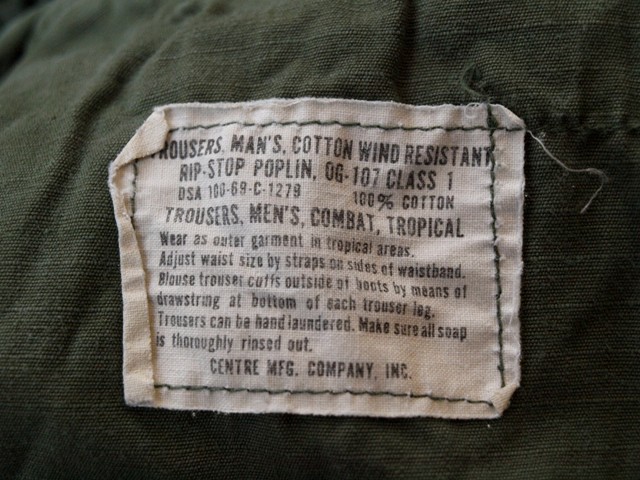 TROUSERS, MAN'S, COTTON WIND RESISTANT
RIP-STOP POPLIN, OG-107 CLASS 1
DSA 100-69-C-1279 100% COTTON
TROUSERS, MEN'S, COMBAT, TROPICAL
Wear as outer garment in tropical areas.
Adjust waist size by straps on sides of waistband.
Blouse trouser cuffs outside of boots by means of
drawstring at bottom of each trouser leg.
Trousers can be hand laundered. Make sure all soap
is thoroughly rinsed out.
CENTRE MFG. COMPANY, INC.